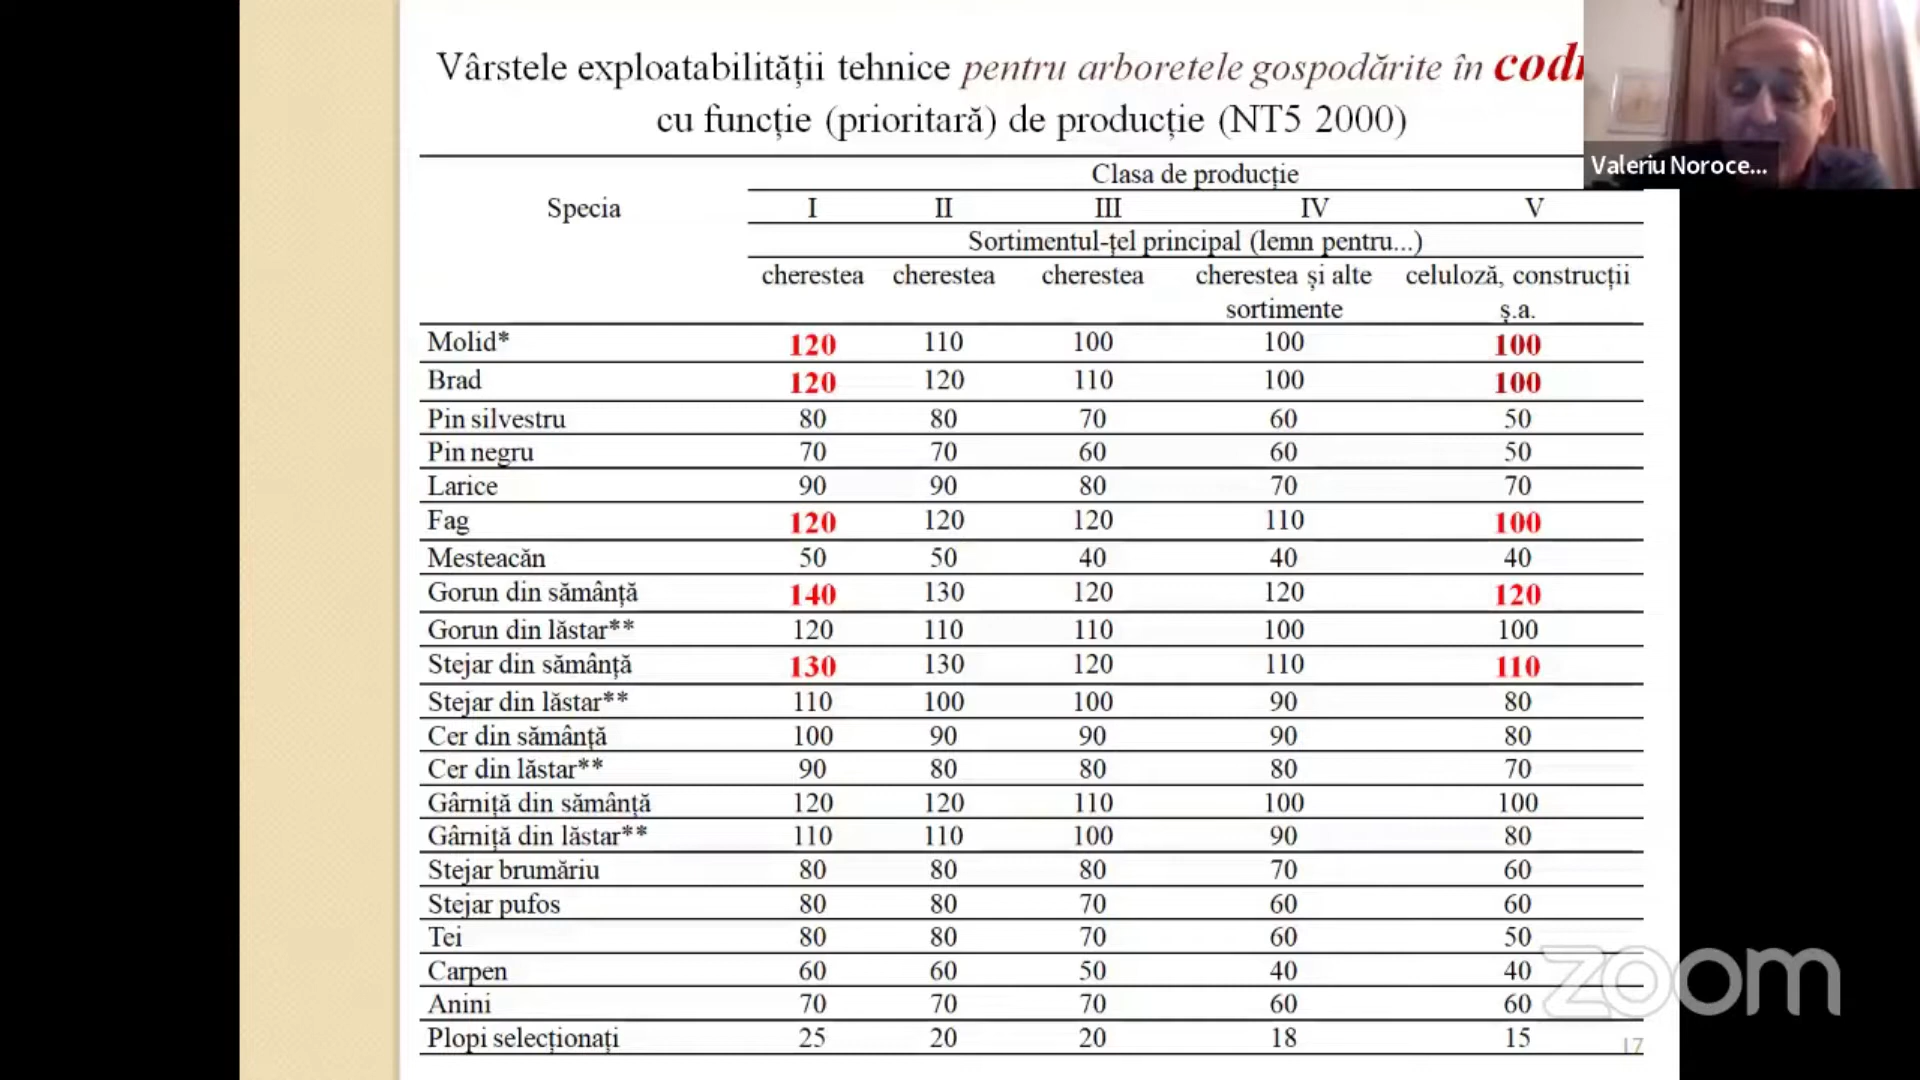 Vârstele exploatabilității tehnice pentru arboretele gospodărite în
cu funcție (prioritară) de producție (NT5 2000)
Valeriu Noroce...
Clasa de producție
Specia I II III IV V
Sortimentul-țel principal (lemn pentru...)
cherestea cherestea cherestea cherestea și alte celuloză, construcții
sortimente ș.a.
Molid* 120 110 100 100 100
Brad 120 120 110 100 100
Pin silvestru 80 80 70 60 50
Pin negru 70 70 60 60 50
Larice 90 90 80 70 70
Fag 120 120 120 110 100
Mesteacăn 50 50 40 40 40
Gorun din sămânță 140 130 120 120 120
Gorun din lăstar** 120 110 110 100 100
Stejar din sămânță 130 130 120 110 110
Stejar din lăstar** 110 100 100 90 80
Cer din sămânță 100 90 90 90 80
Cer din lăstar** 90 80 80 80 70
Gârniță din sămânță 120 120 110 100 100
Gârniță din lăstar** 110 110 100 90 80
Stejar brumăriu 80 80 80 70 60
Stejar pufos 80 80 70 60 60
Tei 80 80 70 60 50
Carpen 60 60 50 40 40
Anini 70 70 70 60 60
Plopi selecționați 25 20 20 18 15
17
zoom